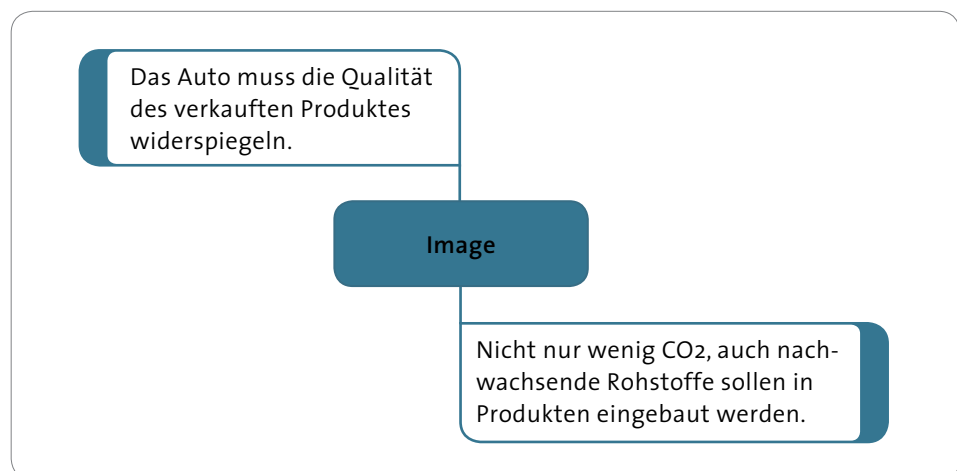 Das Auto muss die Qualität
des verkauften Produktes
widerspiegeln.
Image
Nicht nur wenig CO2, auch nach-
wachsende Rohstoffe sollen in
Produkten eingebaut werden.